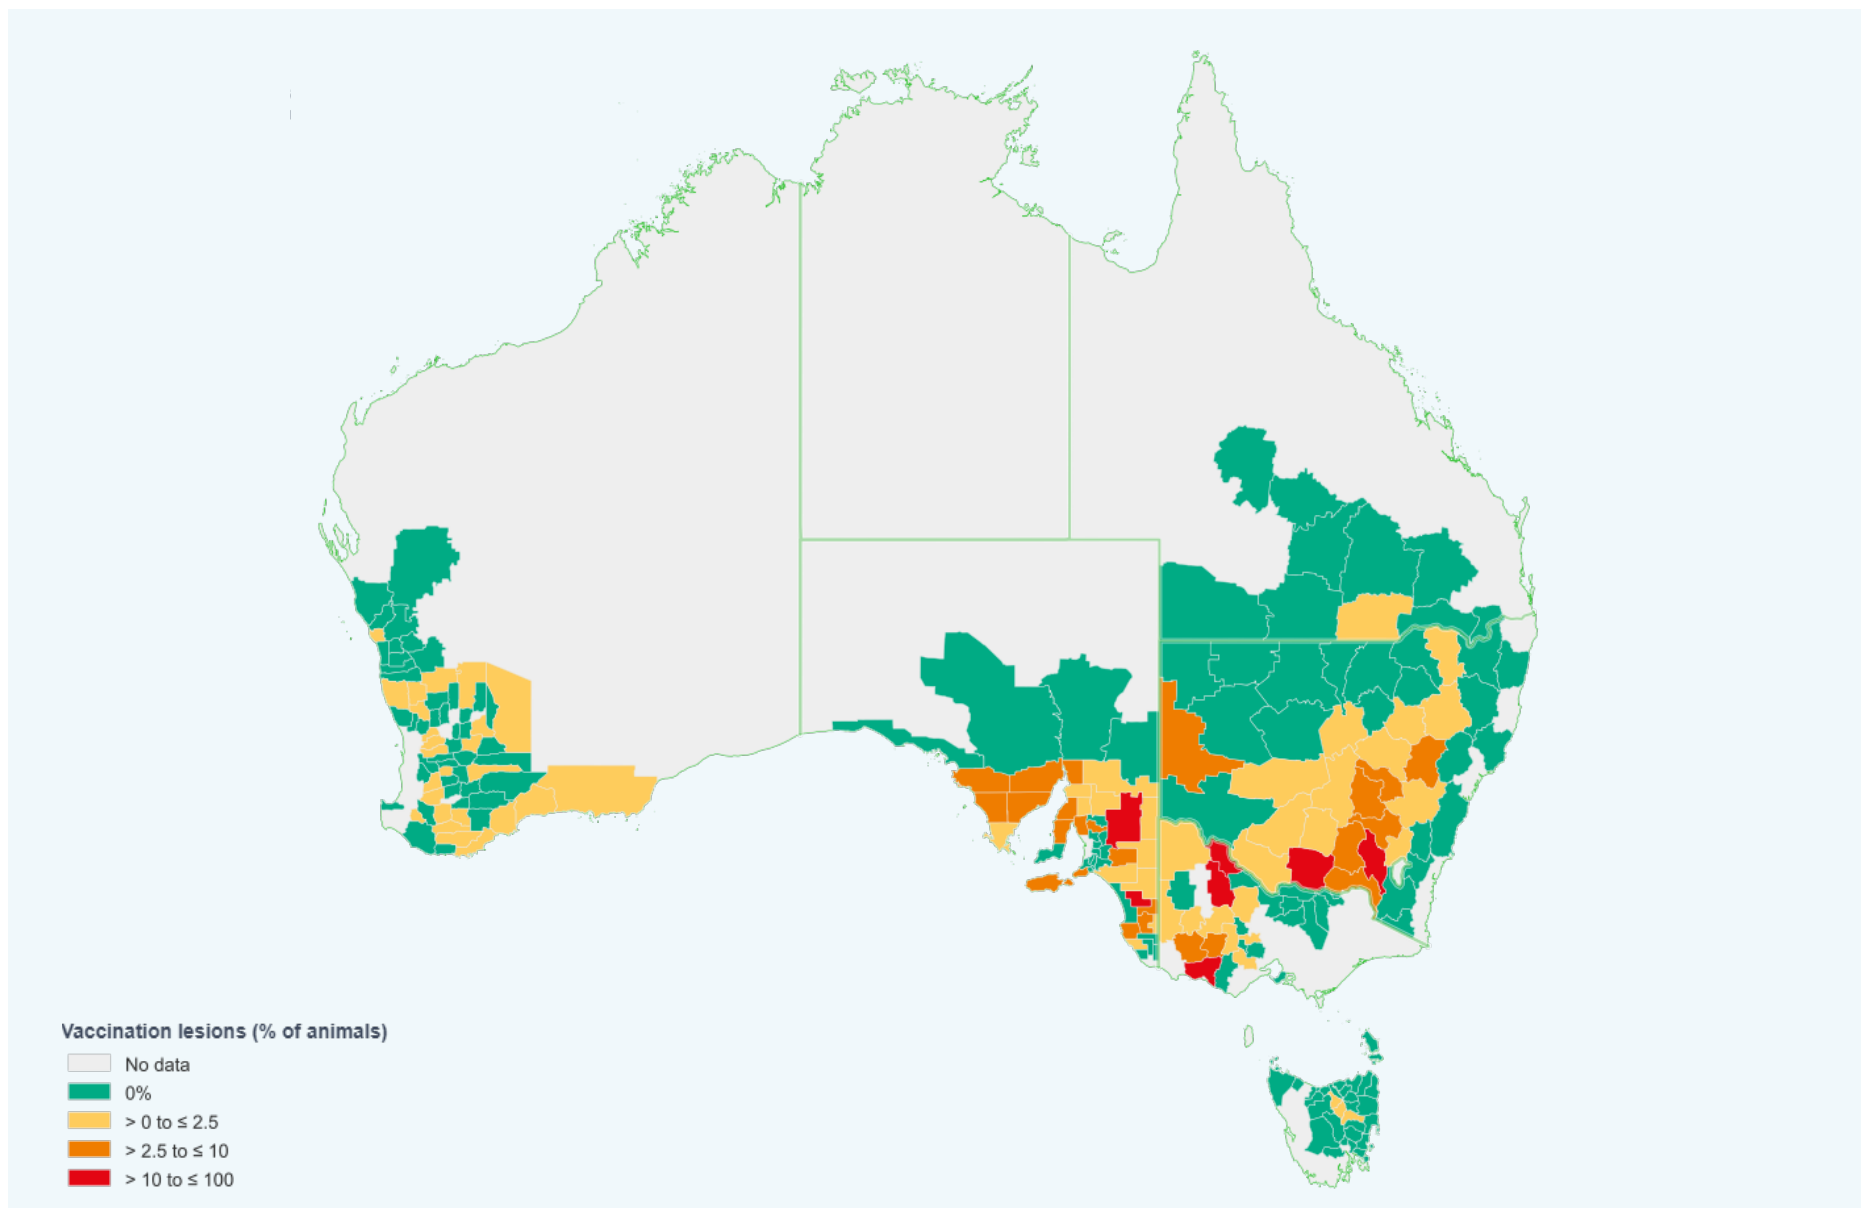 Vaccination lesions (% of animals)
No data
0%
> 0 to ≤ 2.5
> 2.5 to ≤ 10
> 10 to ≤ 100